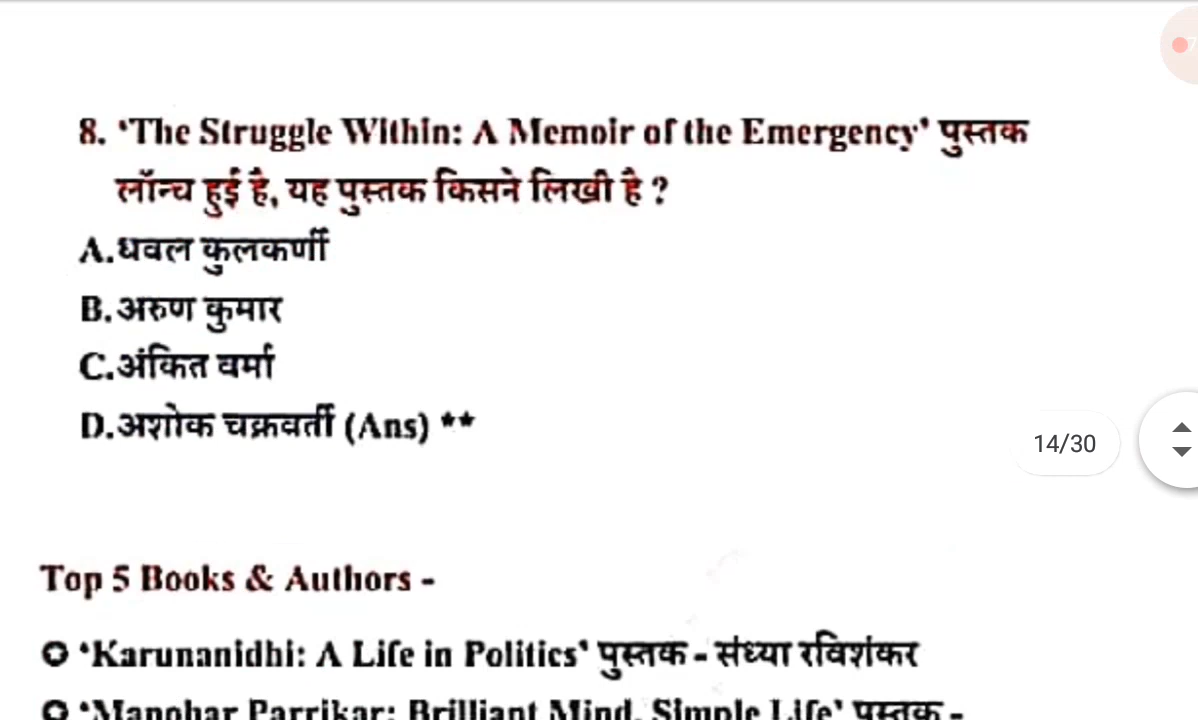 8. ‘The Struggle Within: A Memoir of the Emergency’ पुस्तक
लॉन्च हुई है, यह पुस्तक किसने लिखी है ?
A.धवल कुलकर्णी
B.अरुण कुमार
C.अंकित वर्मा
D.अशोक चक्रवर्ती (Ans) **
14/30
Top 5 Books & Authors -
‘Karunanidhi: A Life in Politics‘ पुस्तक - संध्या रविशंकर
‘Manohar Parrikar: Brilliant Mind, Simple Life’ पुस्तक -